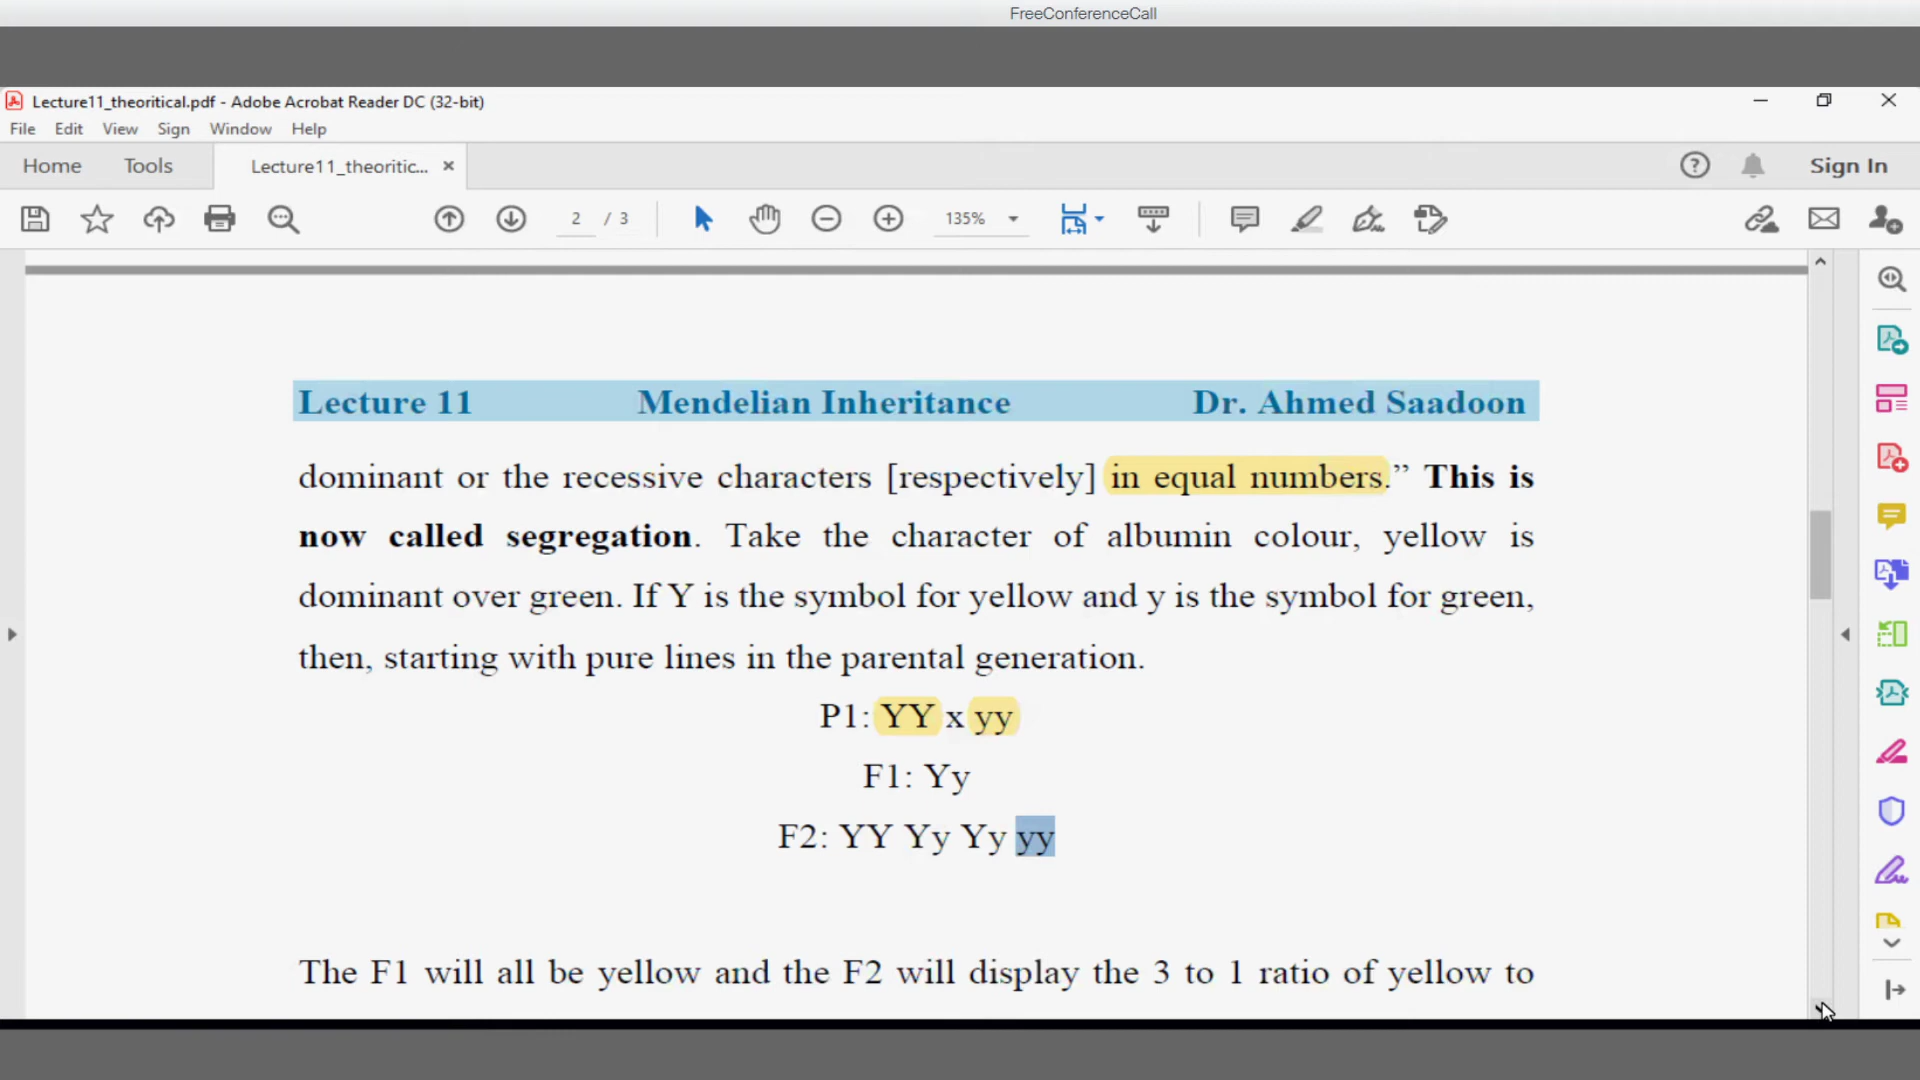 FreeConferenceCall
Lecture11_theoritical.pdf - Adobe Acrobat Reader DC (32-bit)
File Edit View Sign Window Help
Home Tools Lecture11_theoritic... Sign In
2 / 3 135%
Lecture 11 Mendelian Inheritance Dr. Ahmed Saadoon
dominant or the recessive characters [respectively] in equal numbers.” This is
now called segregation. Take the character of albumin colour, yellow is
dominant over green. If Y is the symbol for yellow and y is the symbol for green,
then, starting with pure lines in the parental generation.
P1: YY x yy
F1: Yy
F2: YY Yy Yy yy
The F1 will all be yellow and the F2 will display the 3 to 1 ratio of yellow to